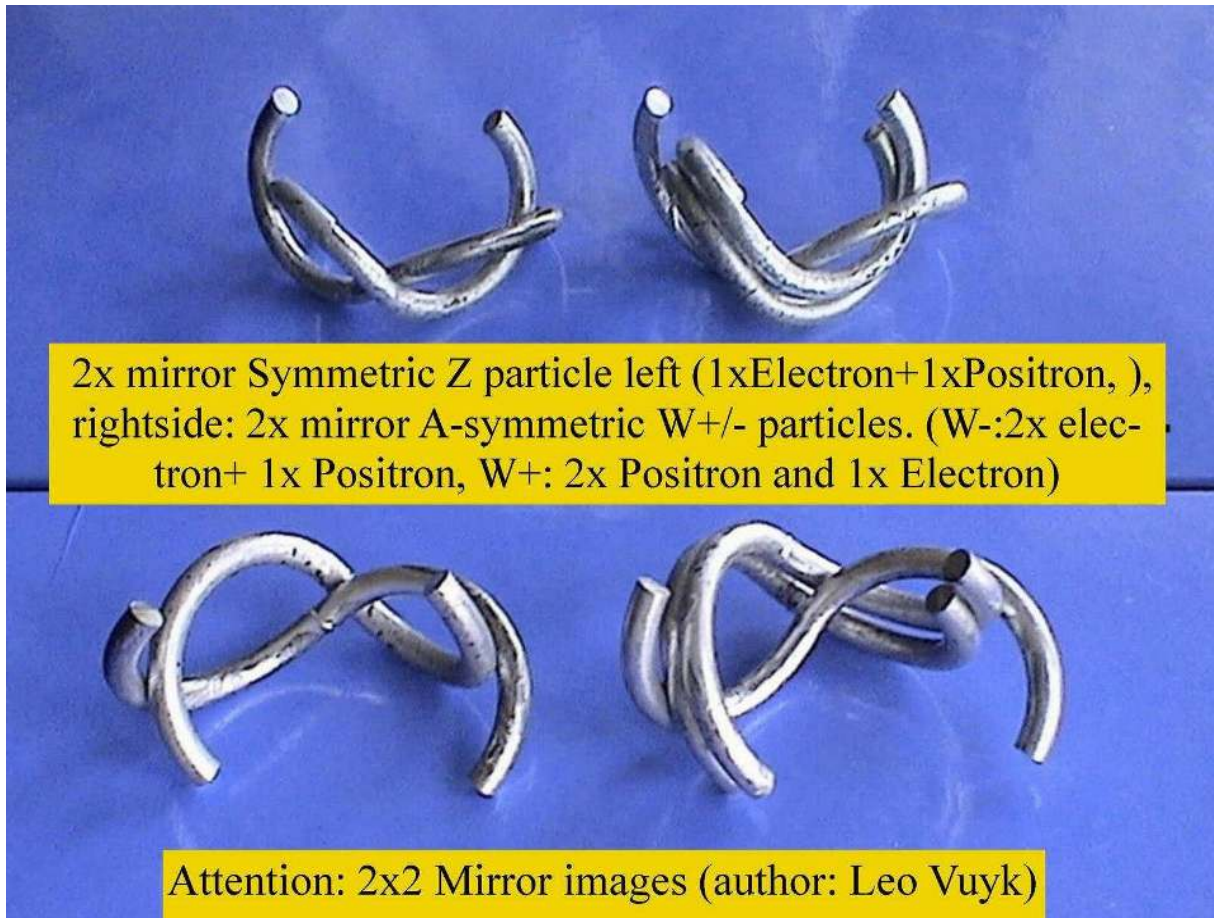 2x mirror Symmetric Z particle left (1xElectron+1xPositron, ),
rightside: 2x mirror A-symmetric W+/- particles. (W-:2x elec-
tron+ 1x Positron, W+: 2x Positron and 1x Electron)
Attention: 2x2 Mirror images (author: Leo Vuyk)